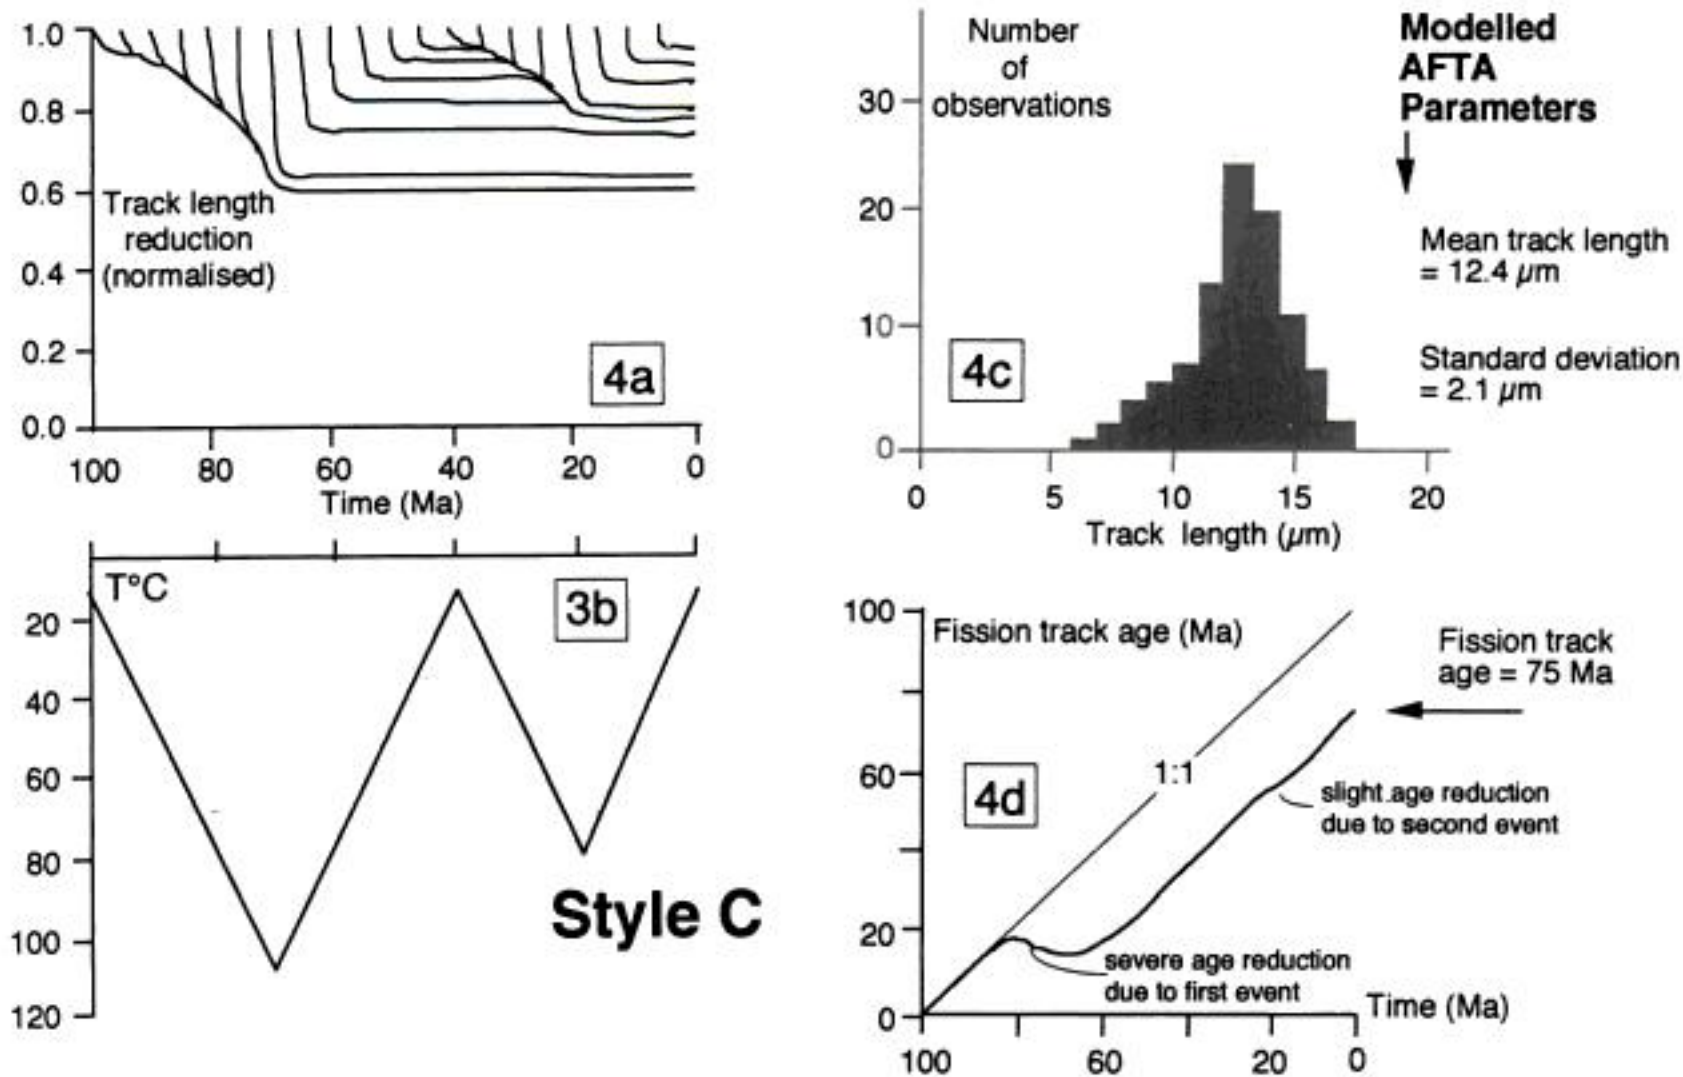 1.0
0.8
0.6
0.4
0.2
0.0
Track length
reduction
(normalised)
4a
100 80 60 40 20 0
Time (Ma)
T°C
20
40
60
80
100
120
3b
Style C
Number
of
observations
30
20
10
0
4c
0 5 10 15 20
Track length (µm)
Modelled
AFTA
Parameters
Mean track length
= 12.4 µm
Standard deviation
= 2.1 µm
100
60
20
0
Fission track age (Ma)
1:1
4d
Fission track
age = 75 Ma
slight.age reduction
due to second event
severe age reduction
due to first event
Time (Ma)
100 60 20 0